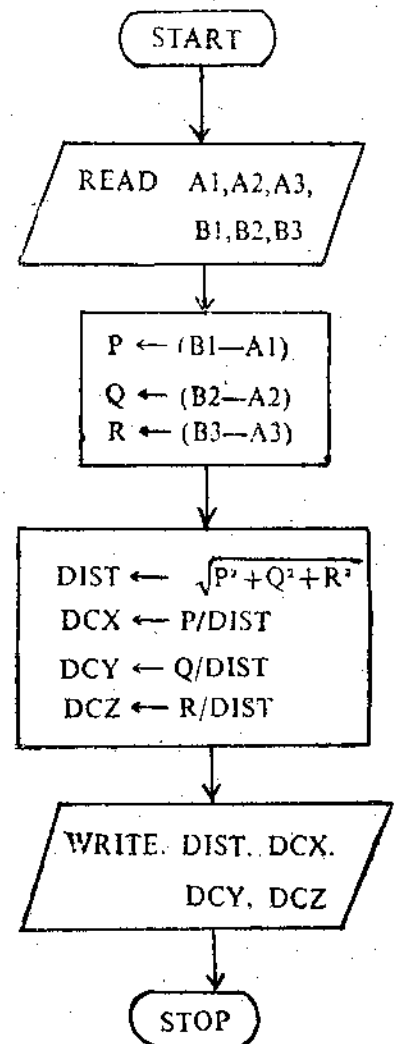 START
READ A1,A2,A3,
B1,B2,B3
P ← (B1—A1)
Q ← (B2—A2)
R ← (B3—A3)
DIST ← √P²+Q²+R²
DCX ← P/DIST
DCY ← Q/DIST
DCZ ← R/DIST
WRITE. DIST. DCX.
DCY, DCZ
STOP